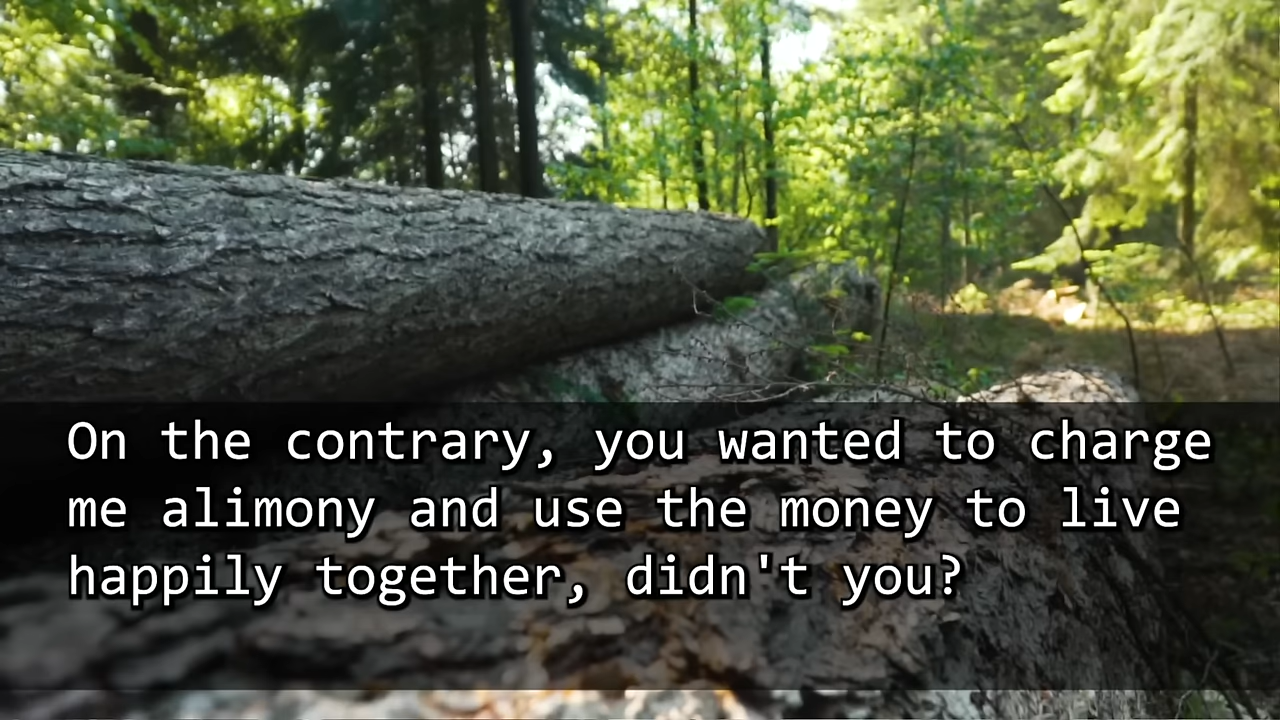 On the contrary, you wanted to charge
me alimony and use the money to live
happily together, didn't you?